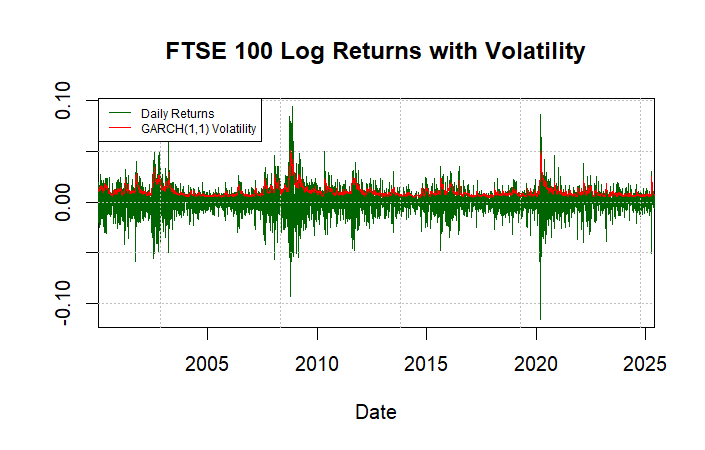 FTSE 100 Log Returns with Volatility
0.10
0.00
-0.10
Daily Returns
GARCH(1,1) Volatility
2005
2010
2015
2020
2025
Date